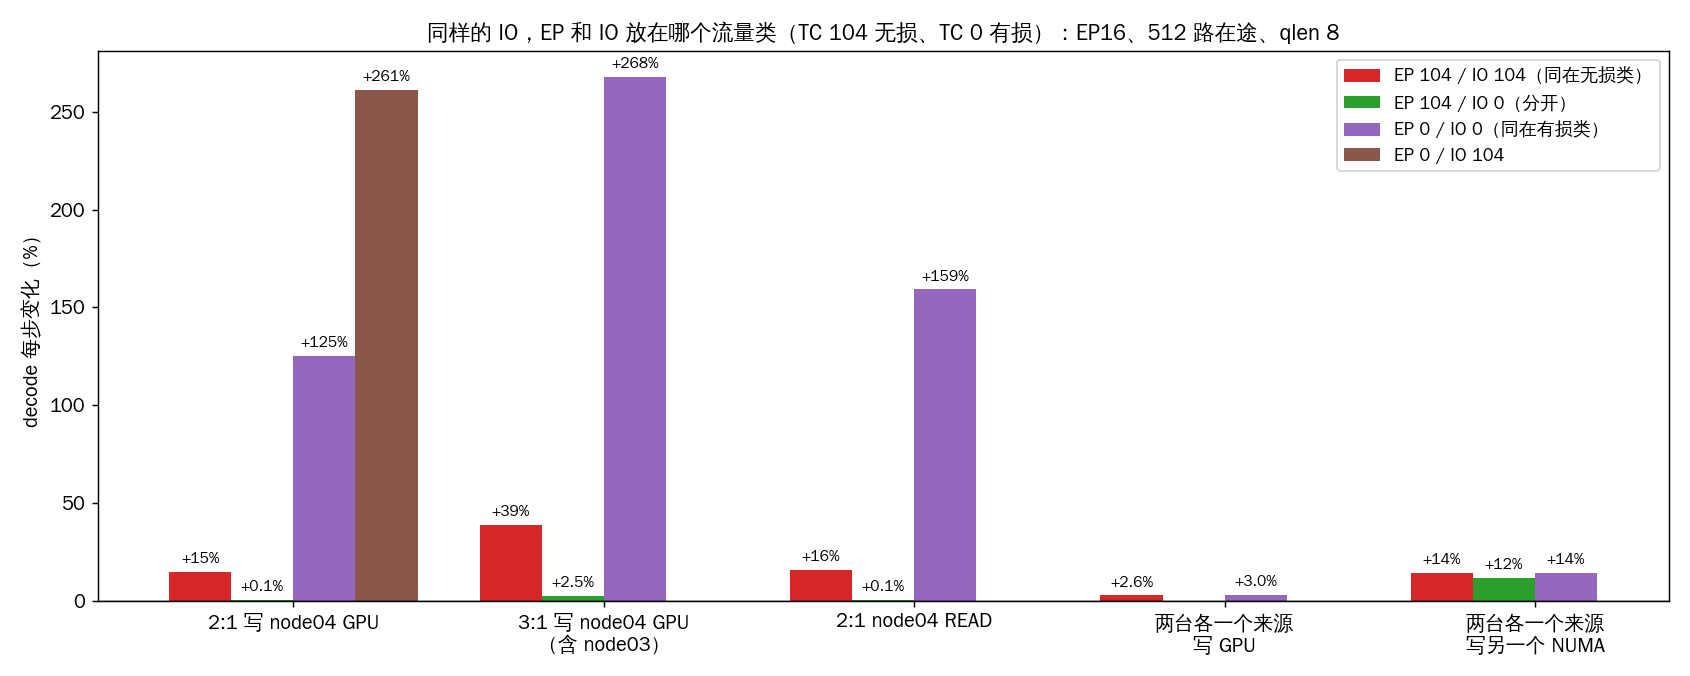 同样的 IO，EP 和 IO 放在哪个流量类（TC 104 无损、TC 0 有损）：EP16、512 路在途、qlen 8
decode 每步变化（%）
250
200
150
100
50
0
EP 104 / IO 104（同在无损类）
EP 104 / IO 0（分开）
EP 0 / IO 0（同在有损类）
EP 0 / IO 104
+15%
+0.1%
+125%
+261%
+39%
+2.5%
+268%
+16%
+0.1%
+159%
+2.6%
+3.0%
+14%
+12%
+14%
2:1 写 node04 GPU
3:1 写 node04 GPU
（含 node03）
2:1 node04 READ
两台各一个来源
写 GPU
两台各一个来源
写另一个 NUMA